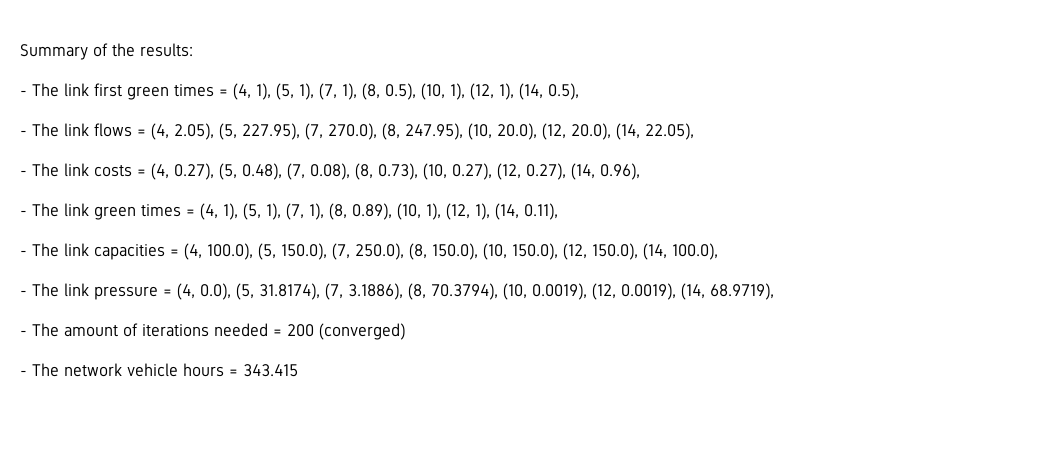 Summary of the results:
- The link first green times = (4, 1), (5, 1), (7, 1), (8, 0.5), (10, 1), (12, 1), (14, 0.5),
- The link flows = (4, 2.05), (5, 227.95), (7, 270.0), (8, 247.95), (10, 20.0), (12, 20.0), (14, 22.05),
- The link costs = (4, 0.27), (5, 0.48), (7, 0.08), (8, 0.73), (10, 0.27), (12, 0.27), (14, 0.96),
- The link green times = (4, 1), (5, 1), (7, 1), (8, 0.89), (10, 1), (12, 1), (14, 0.11),
- The link capacities = (4, 100.0), (5, 150.0), (7, 250.0), (8, 150.0), (10, 150.0), (12, 150.0), (14, 100.0),
- The link pressure = (4, 0.0), (5, 31.8174), (7, 3.1886), (8, 70.3794), (10, 0.0019), (12, 0.0019), (14, 68.9719),
- The amount of iterations needed = 200 (converged)
- The network vehicle hours = 343.415